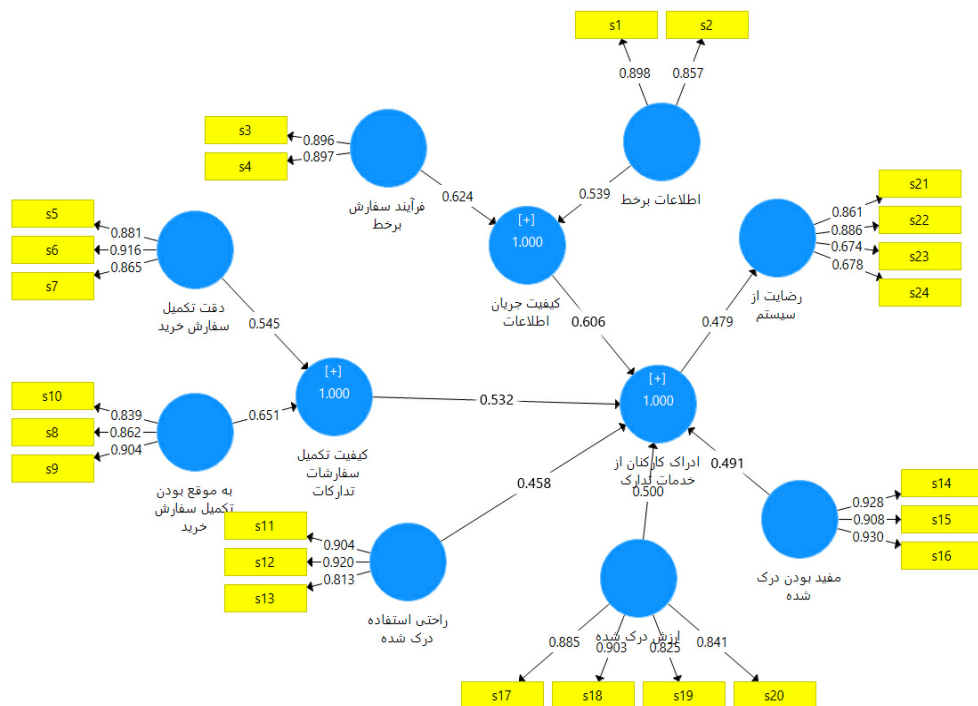 s1
s2
0.898
0.857
s3
s4
0.896
0.897
فرآیند سفارش
برخط
0.624
اطلاعات برخط
0.539
s21
s22
s23
s24
0.861
0.886
0.674
0.678
رضایت از
سیستم
[+]
1.000
کیفیت جریان
اطلاعات
0.606
0.479
s5
s6
s7
0.881
0.916
0.865
دقت تکمیل
سفارش خرید
0.545
[+]
1.000
کیفیت تکمیل
سفارشات
تدارکات
0.532
[+]
1.000
ادراک کارکنان از
خدمات تدارک
s10
s8
s9
0.839
0.862
0.904
0.651
به موقع بودن
تکمیل سفارش
خرید
0.458
0.500
0.491
s11
s12
s13
0.904
0.920
0.813
راحتی استفاده
درک شده
s14
s15
s16
0.928
0.908
0.930
مفید بودن درک
شده
ارزش درک شده
0.885
0.903
0.825
0.841
s17
s18
s19
s20